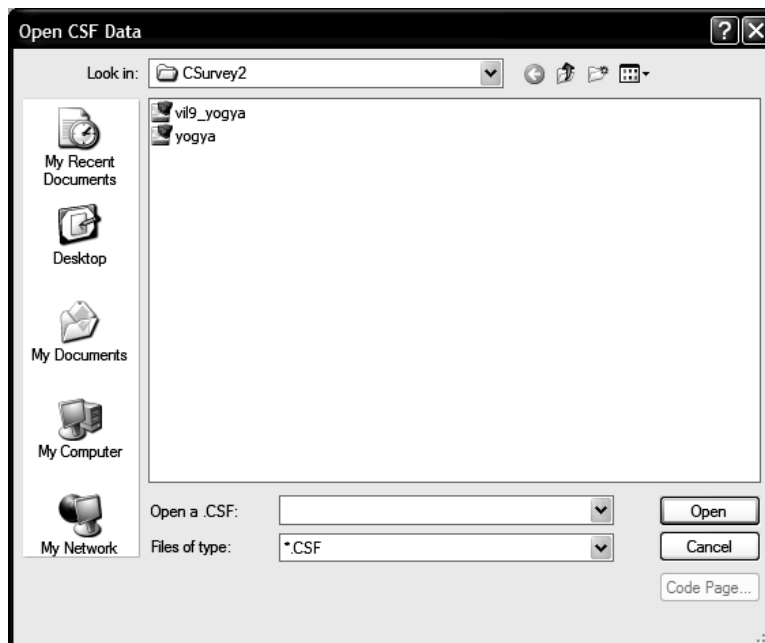 Open CSF Data
Look in: CSurvey2
vil9_yogya
yogya
My Recent
Documents
Desktop
My Documents
My Computer
My Network
Open a .CSF:
Open
Files of type: *.CSF
Cancel
Code Page...